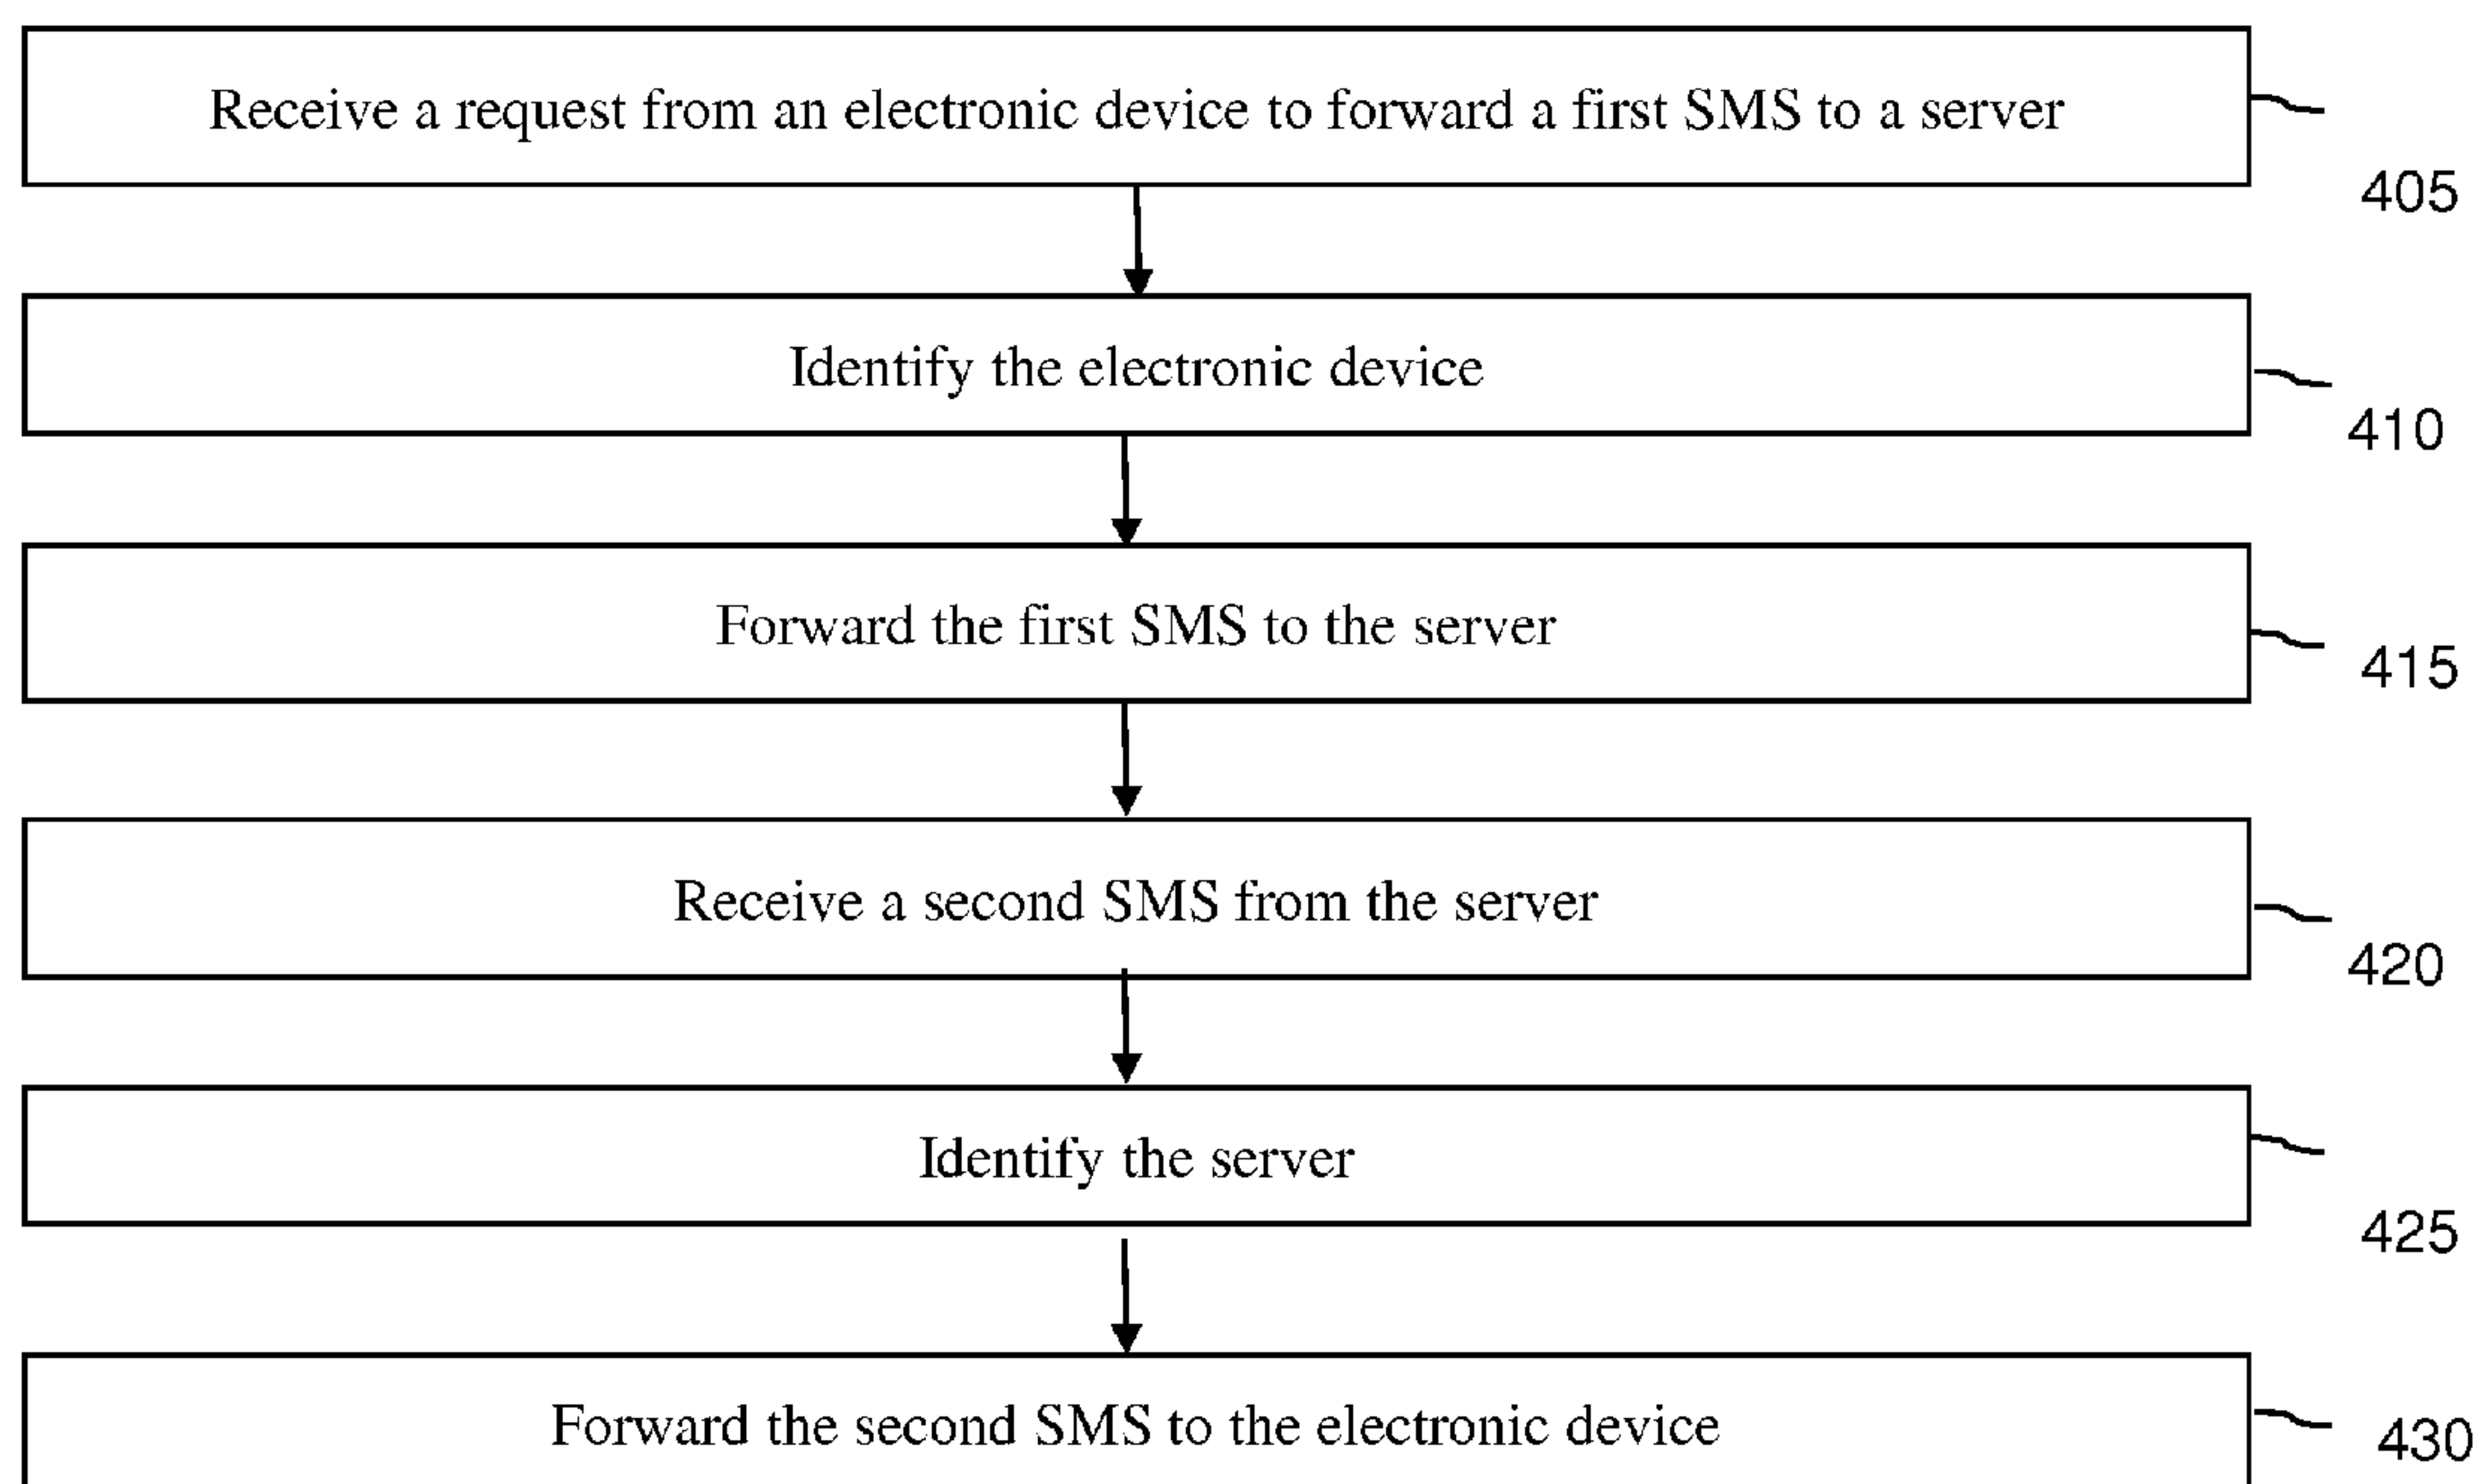 Receive a request from an electronic device to forward a first SMS to a server
405
Identify the electronic device
410
Forward the first SMS to the server
415
Receive a second SMS from the server
420
Identify the server
425
Forward the second SMS to the electronic device
430